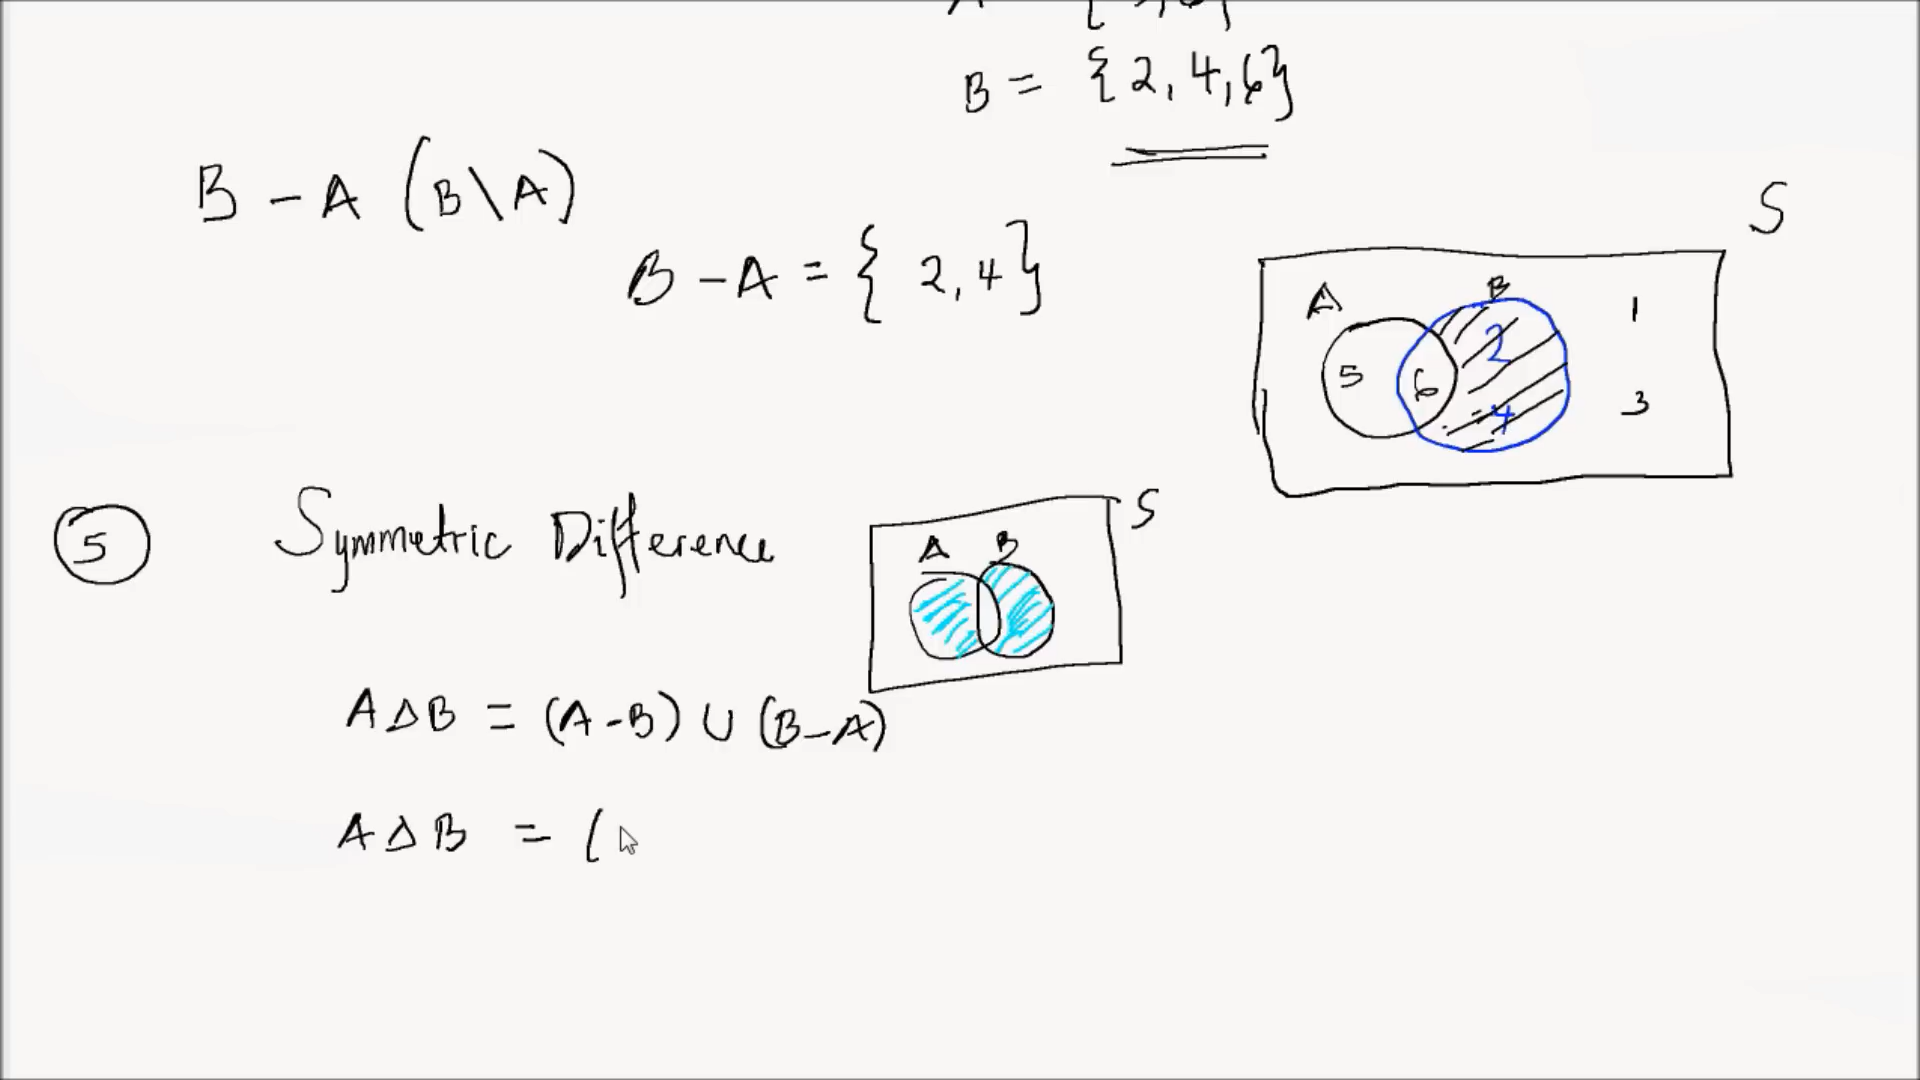 B = {2, 4, 6}
B - A (B \ A)
B - A = { 2, 4}
S
A B 1
5 6 2
4 3
5 Symmetric Difference
S
A B
A Δ B = (A - B) ∪ (B - A)
A Δ B = (